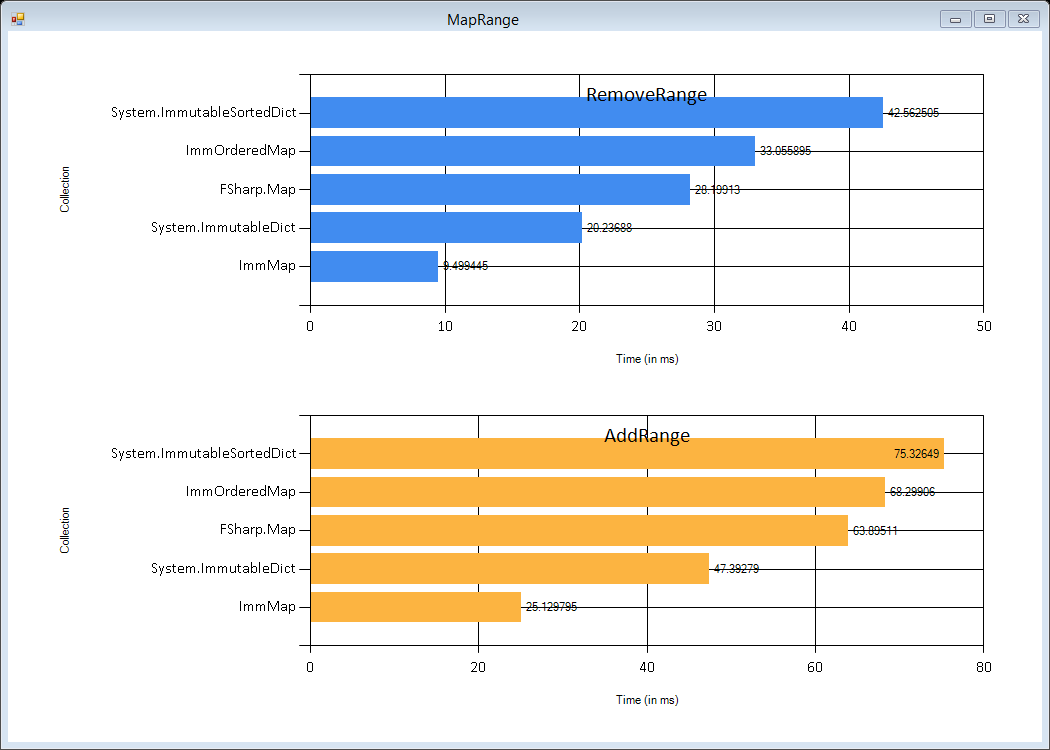 MapRange
RemoveRange
Collection
System.ImmutableSortedDict 42.562505
ImmOrderedMap 33.055895
FSharp.Map 28.19913
System.ImmutableDict 20.23688
ImmMap 9.499445
0 10 20 30 40 50
Time (in ms)
AddRange
Collection
System.ImmutableSortedDict 75.32649
ImmOrderedMap 68.29906
FSharp.Map 63.89511
System.ImmutableDict 47.39279
ImmMap 25.129795
0 20 40 60 80
Time (in ms)